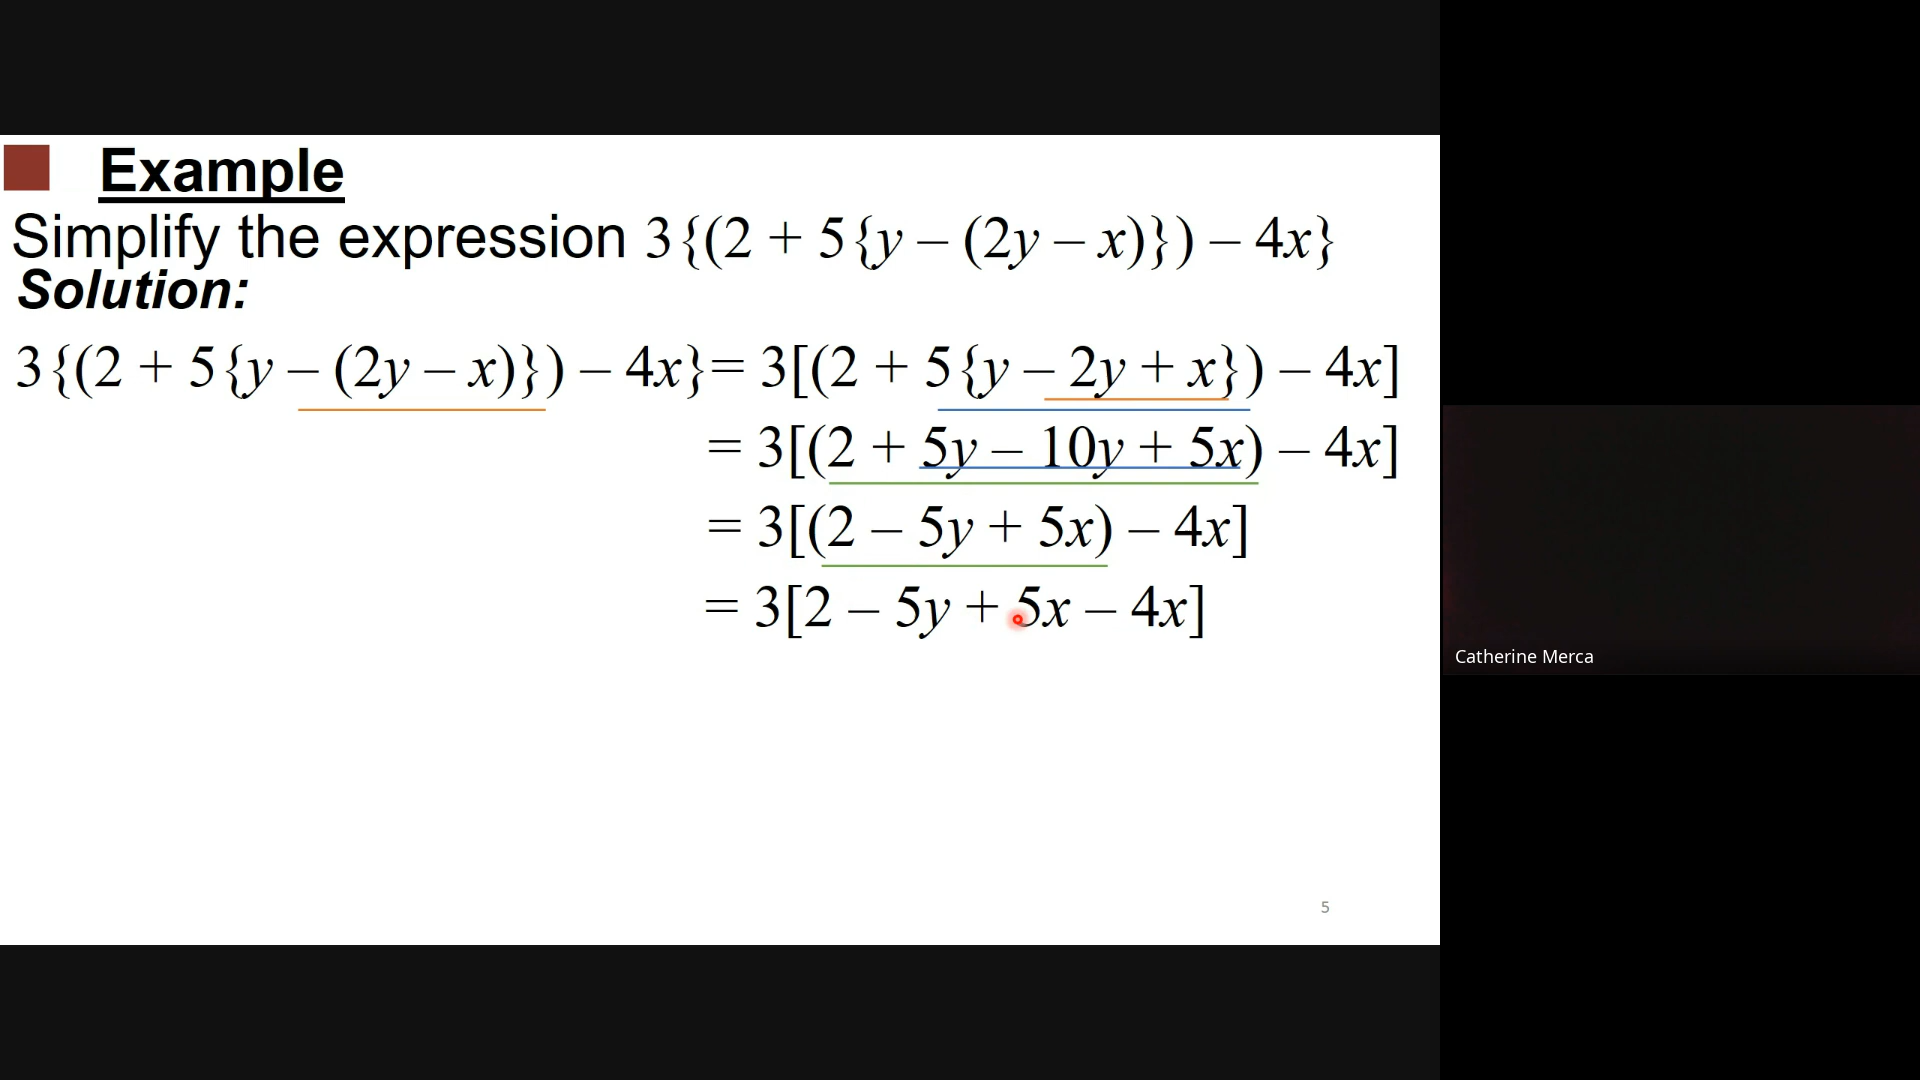 Example
Simplify the expression 3{(2 + 5{y – (2y – x)}) – 4x}
Solution:
3{(2 + 5{y – (2y – x)}) – 4x} = 3[(2 + 5{y – 2y + x}) – 4x]
= 3[(2 + 5y – 10y + 5x) – 4x]
= 3[(2 – 5y + 5x) – 4x]
= 3[2 – 5y + 5x – 4x]
Catherine Merca
5